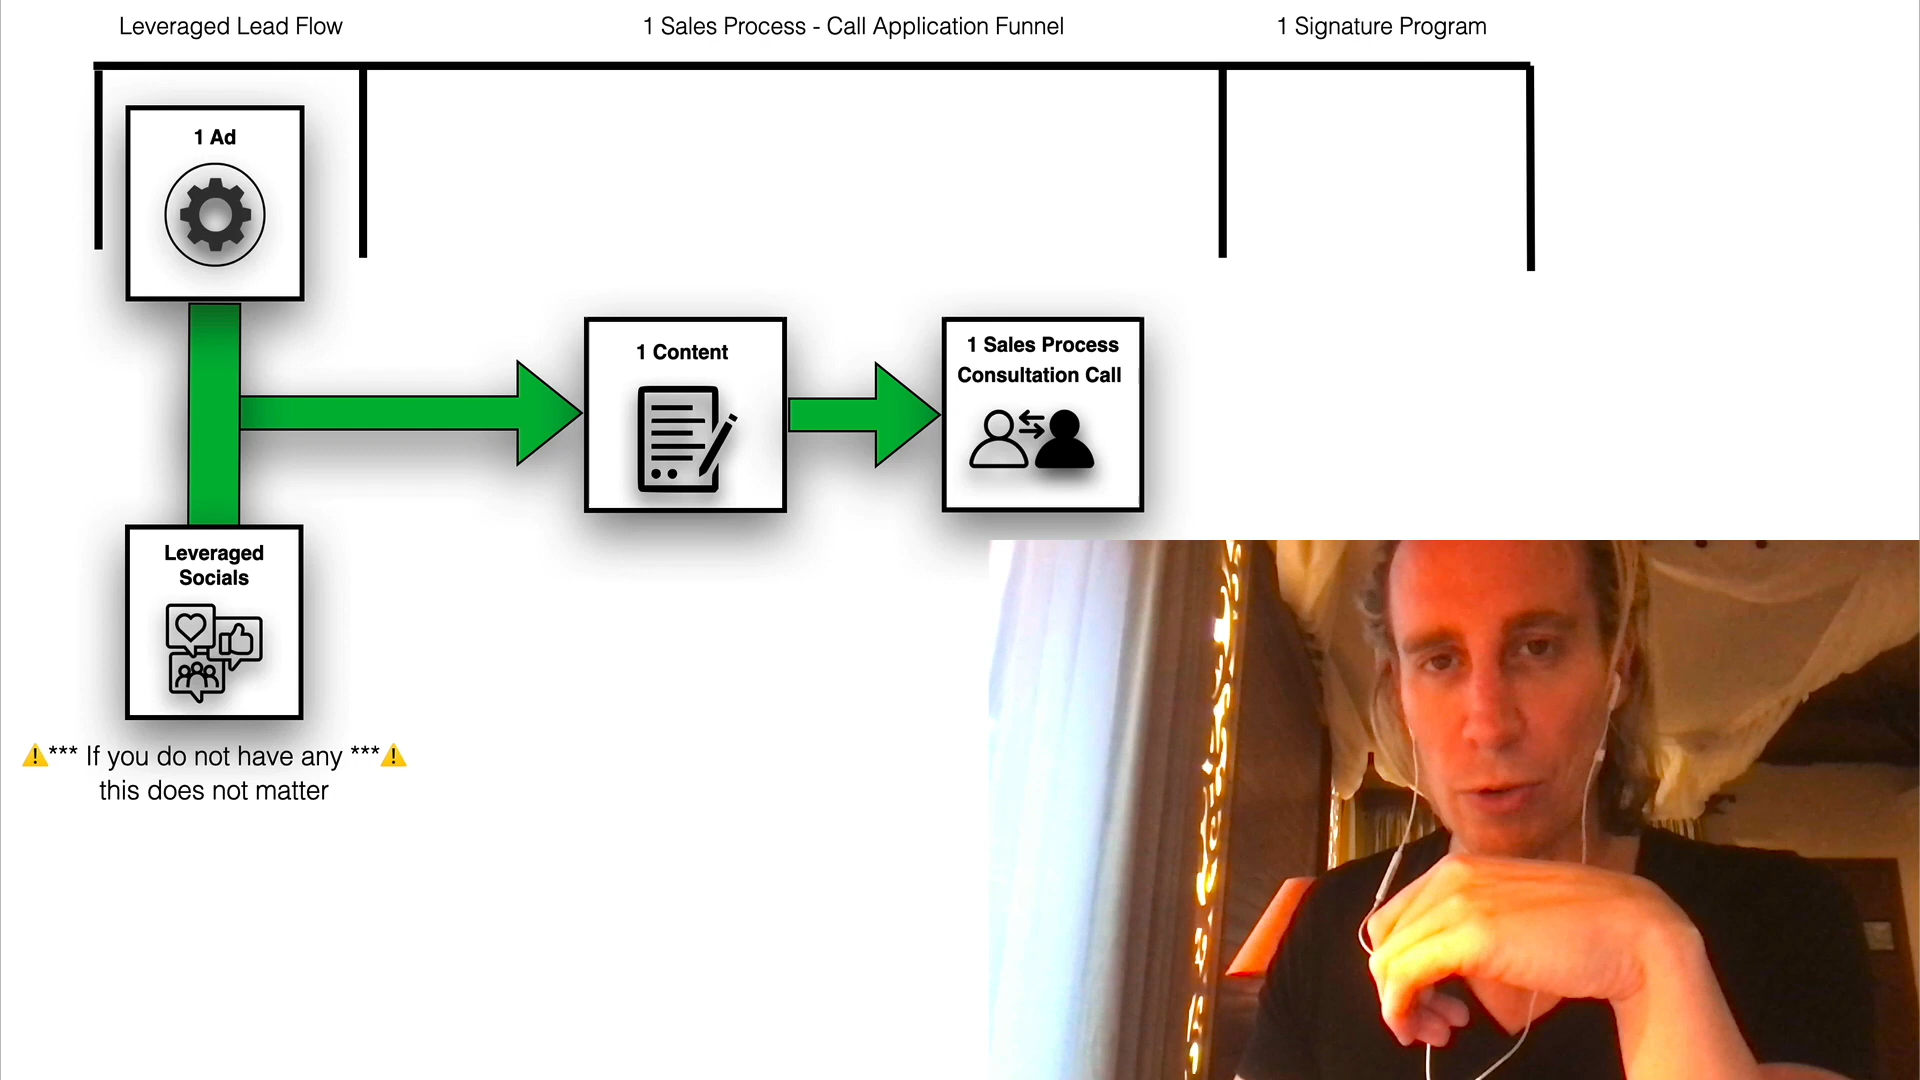 Leveraged Lead Flow
1 Sales Process - Call Application Funnel
1 Signature Program
1 Ad
1 Content
1 Sales Process
Consultation Call
Leveraged
Socials
⚠️*** If you do not have any ***⚠️
this does not matter